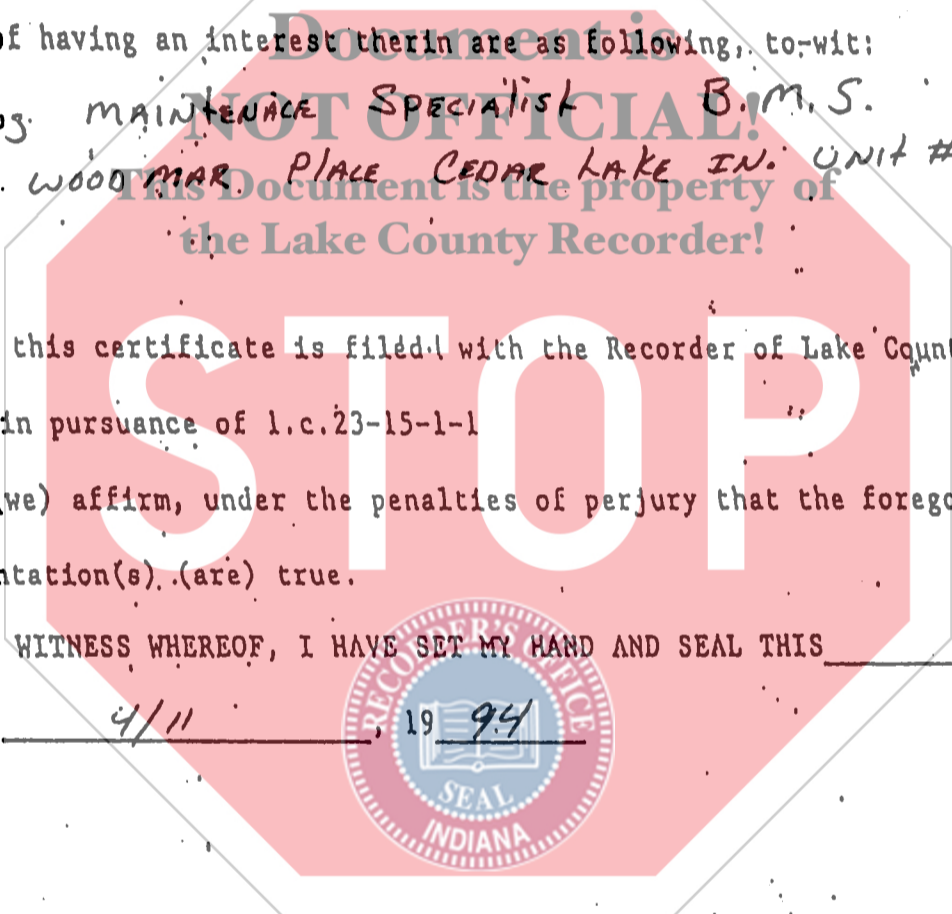 Document is
of having an interest therin are as following, to-wit:
NOT OFFICIAL!
g. MAINTENACE SPECIAlist B.M.S.
WOODMAR. PlACE CEDAR LAKE IN. UNIt #
This Document is the property of
the Lake County Recorder!
STOP
this certificate is filed with the Recorder of Lake Count
in pursuance of 1.c.23-15-1-1
(we) affirm, under the penalties of perjury that the forego
ntation(s) (are) true.
WITNESS WHEREOF, I HAVE SET MY HAND AND SEAL THIS
4/11, 19 94
RECORDER'S OFFICE
SEAL
INDIANA